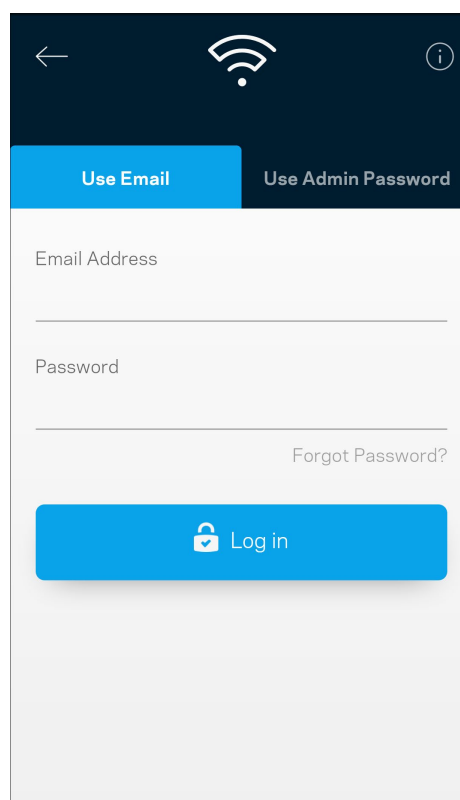 Use Email
Use Admin Password
Email Address
Password
Forgot Password?
Log in